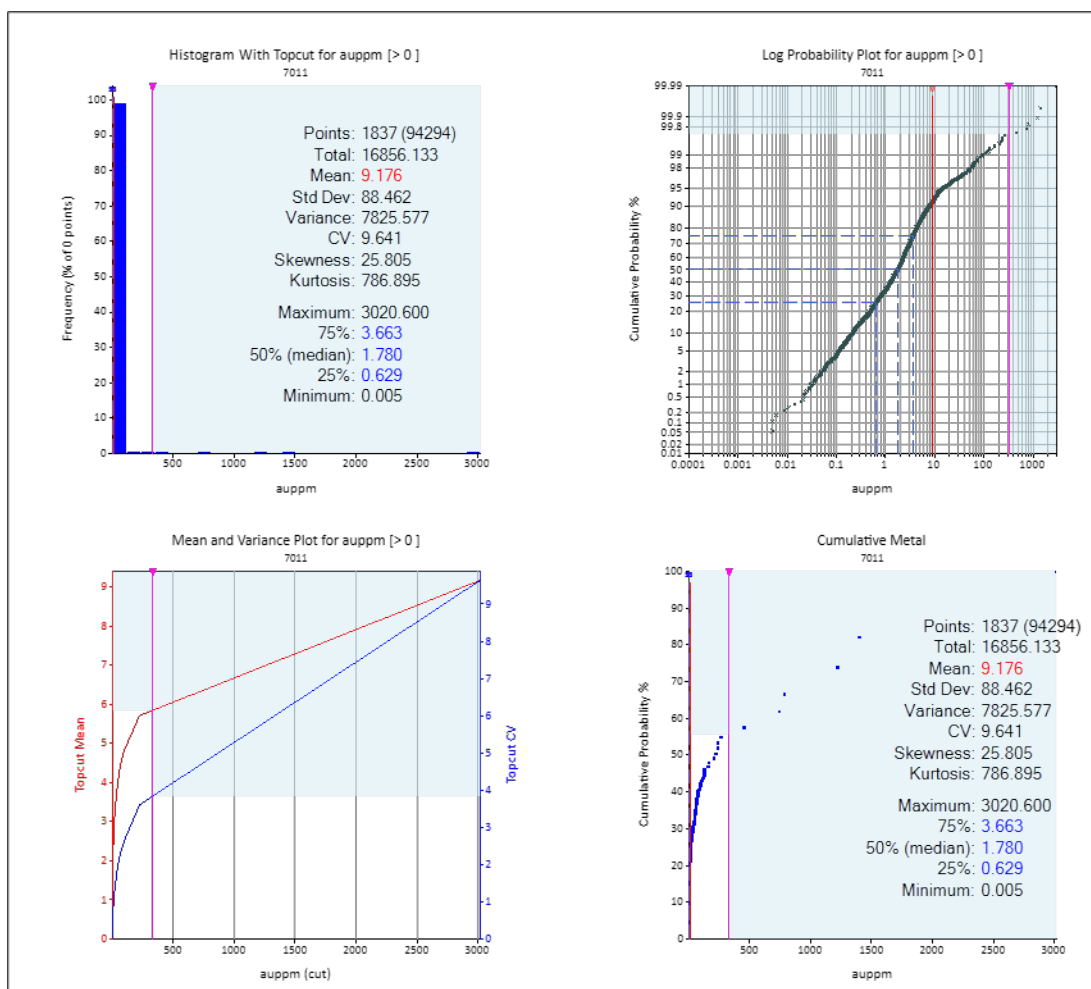 Histogram With Topcut for auppm [> 0 ]
7011
Frequency (% of 0 points)
100
90
80
70
60
50
40
30
20
10
0
Points: 1837 (94294)
Total: 16856.133
Mean: 9.176
Std Dev: 88.462
Variance: 7825.577
CV: 9.641
Skewness: 25.805
Kurtosis: 786.895
Maximum: 3020.600
75%: 3.663
50% (median): 1.780
25%: 0.629
Minimum: 0.005
500 1000 1500 2000 2500 3000
auppm
Log Probability Plot for auppm [> 0 ]
7011
Cumulative Probability %
99.99
99.9
99.8
99
98
95
90
80
70
60
50
40
30
20
10
5
2
1
0.5
0.2
0.1
0.05
0.02
0.01
0.0001 0.001 0.01 0.1 1 10 100 1000
auppm
Mean and Variance Plot for auppm [> 0 ]
7011
Topcut Mean
9
8
7
6
5
4
3
2
1
0
Topcut CV
9
8
7
6
5
4
3
2
1
0
500 1000 1500 2000 2500 3000
auppm (cut)
Cumulative Metal
7011
Cumulative Probability %
100
90
80
70
60
50
40
30
20
10
0
Points: 1837 (94294)
Total: 16856.133
Mean: 9.176
Std Dev: 88.462
Variance: 7825.577
CV: 9.641
Skewness: 25.805
Kurtosis: 786.895
Maximum: 3020.600
75%: 3.663
50% (median): 1.780
25%: 0.629
Minimum: 0.005
500 1000 1500 2000 2500 3000
auppm